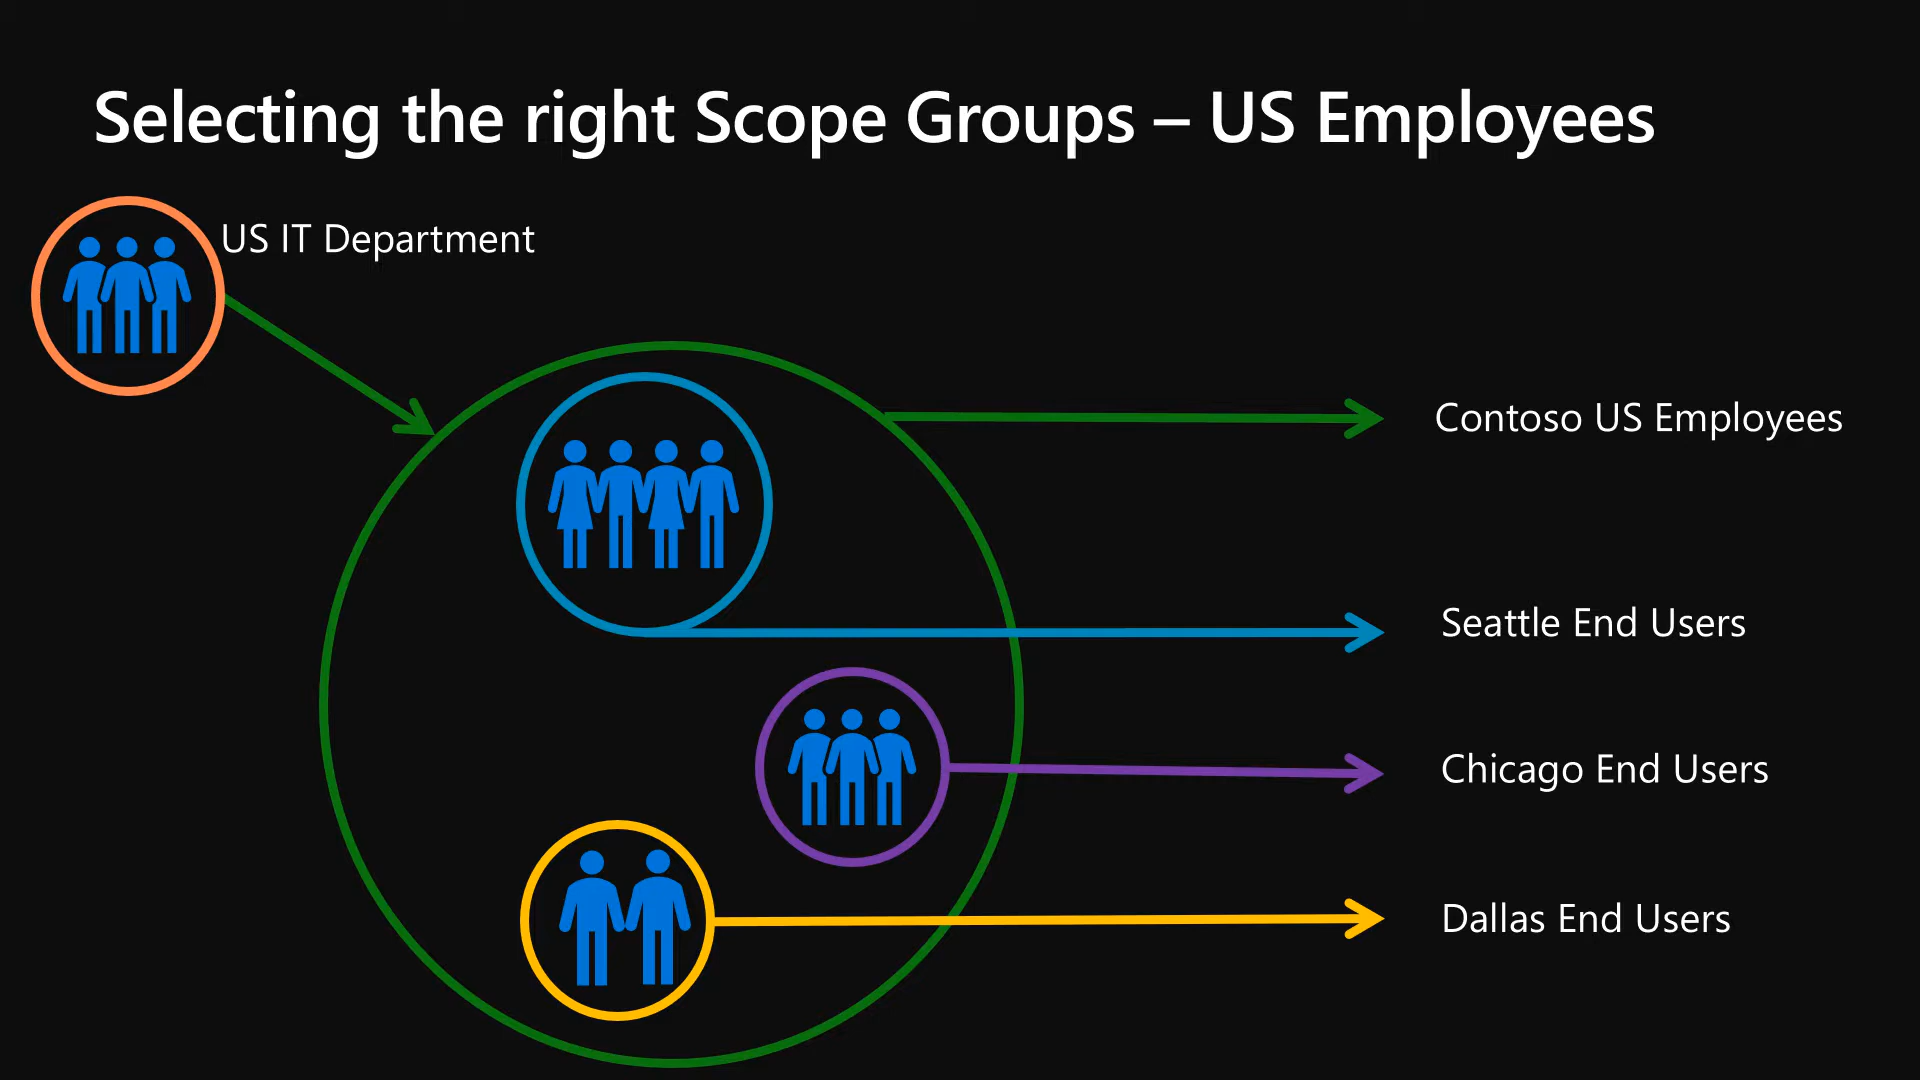 Selecting the right Scope Groups – US Employees
US IT Department
Contoso US Employees
Seattle End Users
Chicago End Users
Dallas End Users